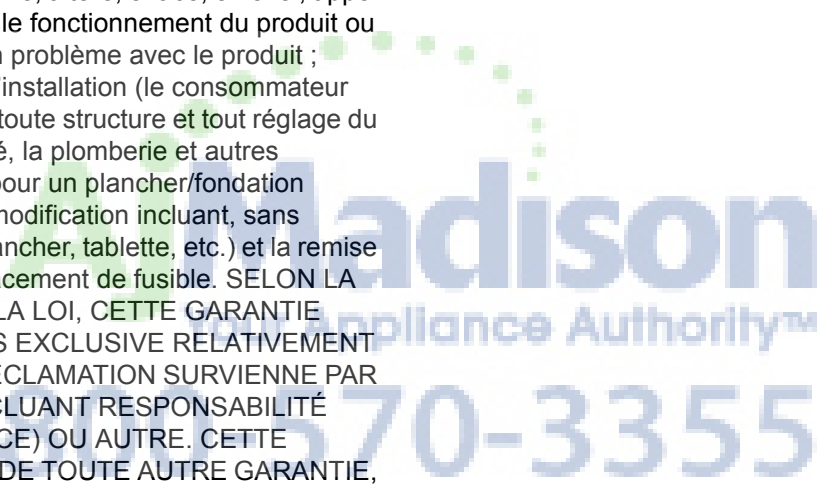 le fonctionnement du produit ou
problème avec le produit ;
'installation (le consommateur
toute structure et tout réglage du
é, la plomberie et autres
pour un plancher/fondation
modification incluant, sans
ancher, tablette, etc.) et la remise
acement de fusible. SELON LA
LA LOI, CETTE GARANTIE
S EXCLUSIVE RELATIVEMENT
ÉCLAMATION SURVIENNE PAR
CLUANT RESPONSABILITÉ
CE) OU AUTRE. CETTE
DE TOUTE AUTRE GARANTIE,
AjMadison
Your Appliance Authority™
800-570-3355